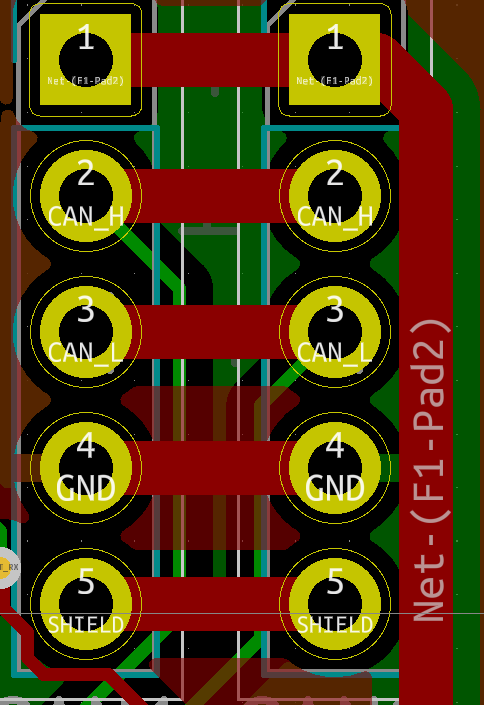 1
Net-(F1-Pad2)
1
Net-(F1-Pad2)
2
CAN_H
2
CAN_H
3
CAN_L
3
CAN_L
4
GND
4
GND
5
SHIELD
5
SHIELD
Net-(F1-Pad2)
T_RX